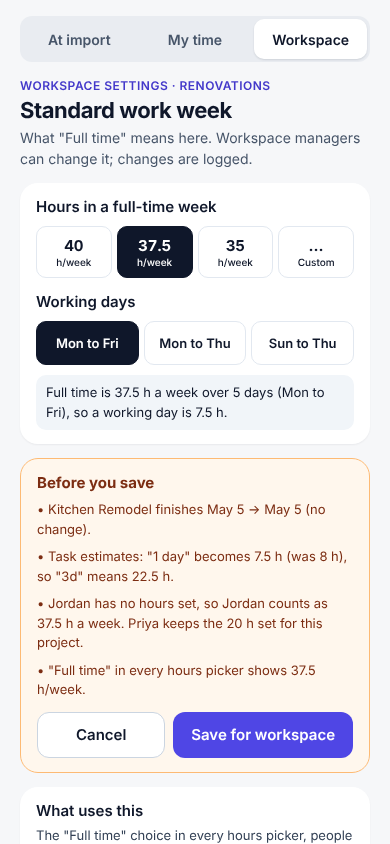 At import
My time
Workspace
WORKSPACE SETTINGS · RENOVATIONS
Standard work week
What "Full time" means here. Workspace managers
can change it; changes are logged.
Hours in a full-time week
40
h/week
37.5
h/week
35
h/week
...
Custom
Working days
Mon to Fri
Mon to Thu
Sun to Thu
Full time is 37.5 h a week over 5 days (Mon to
Fri), so a working day is 7.5 h.
Before you save
• Kitchen Remodel finishes May 5 → May 5 (no
change).
• Task estimates: "1 day" becomes 7.5 h (was 8 h),
so "3d" means 22.5 h.
• Jordan has no hours set, so Jordan counts as
37.5 h a week. Priya keeps the 20 h set for this
project.
• "Full time" in every hours picker shows 37.5
h/week.
Cancel
Save for workspace
What uses this
The "Full time" choice in every hours picker, people